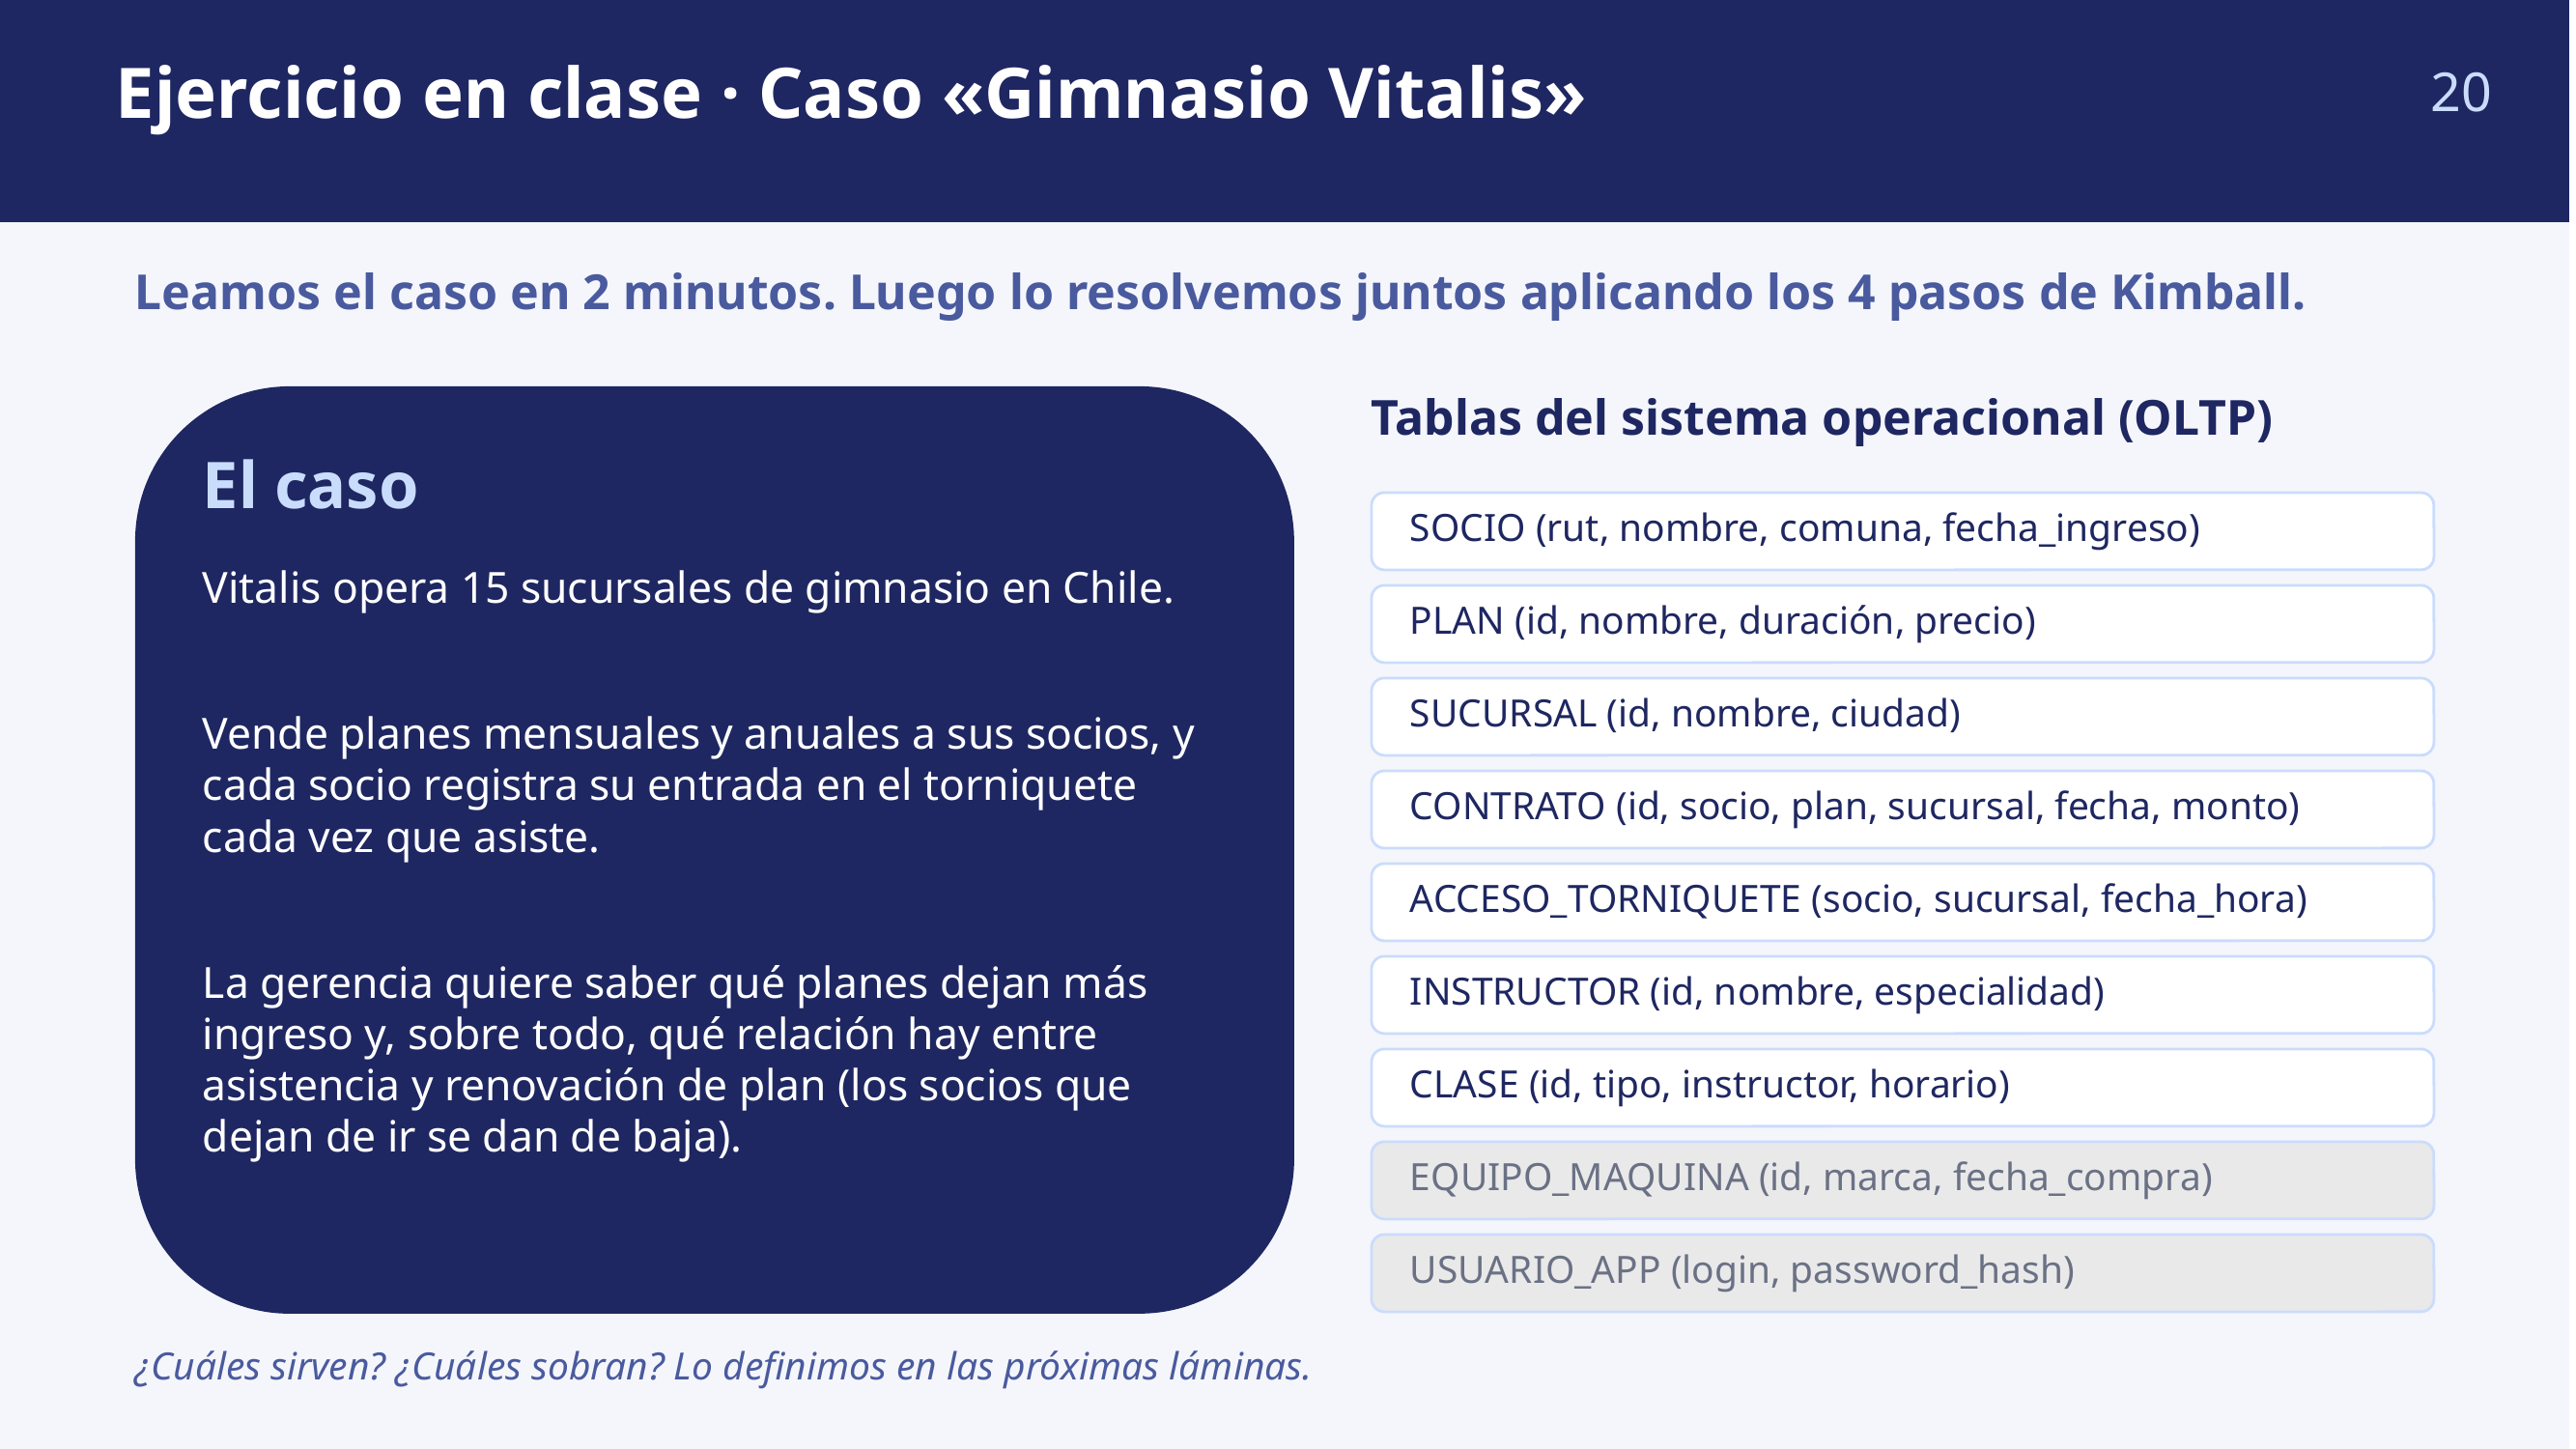 Ejercicio en clase · Caso «Gimnasio Vitalis»
20
Leamos el caso en 2 minutos. Luego lo resolvemos juntos aplicando los 4 pasos de Kimball.
El caso
Vitalis opera 15 sucursales de gimnasio en Chile.
Vende planes mensuales y anuales a sus socios, y
cada socio registra su entrada en el torniquete
cada vez que asiste.
La gerencia quiere saber qué planes dejan más
ingreso y, sobre todo, qué relación hay entre
asistencia y renovación de plan (los socios que
dejan de ir se dan de baja).
Tablas del sistema operacional (OLTP)
SOCIO (rut, nombre, comuna, fecha_ingreso)
PLAN (id, nombre, duración, precio)
SUCURSAL (id, nombre, ciudad)
CONTRATO (id, socio, plan, sucursal, fecha, monto)
ACCESO_TORNIQUETE (socio, sucursal, fecha_hora)
INSTRUCTOR (id, nombre, especialidad)
CLASE (id, tipo, instructor, horario)
EQUIPO_MAQUINA (id, marca, fecha_compra)
USUARIO_APP (login, password_hash)
¿Cuáles sirven? ¿Cuáles sobran? Lo definimos en las próximas láminas.